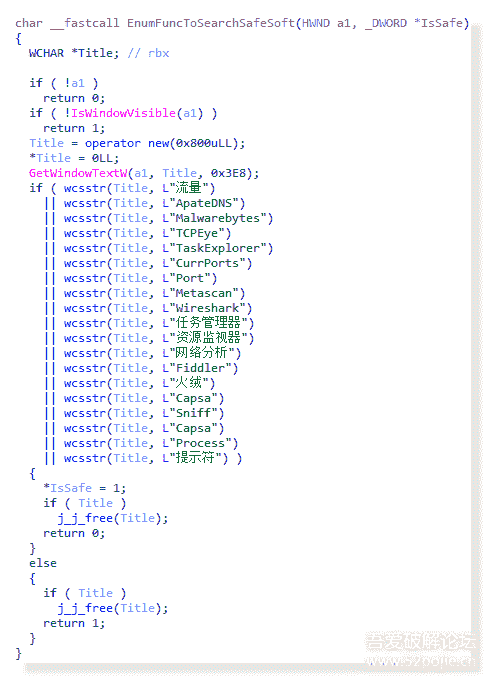 char __fastcall EnumFuncToSearchSafeSoft(HWND a1, _DWORD *IsSafe)
{
  WCHAR *Title; // rbx

  if ( !a1 )
    return 0;
  if ( !IsWindowVisible(a1) )
    return 1;
  Title = operator new(0x800uLL);
  *Title = 0LL;
  GetWindowTextW(a1, Title, 0x3E8);
  if ( wcsstr(Title, L"流量")
    || wcsstr(Title, L"ApateDNS")
    || wcsstr(Title, L"Malwarebytes")
    || wcsstr(Title, L"TCPEye")
    || wcsstr(Title, L"TaskExplorer")
    || wcsstr(Title, L"CurrPorts")
    || wcsstr(Title, L"Port")
    || wcsstr(Title, L"Metascan")
    || wcsstr(Title, L"Wireshark")
    || wcsstr(Title, L"任务管理器")
    || wcsstr(Title, L"资源监视器")
    || wcsstr(Title, L"网络分析")
    || wcsstr(Title, L"Fiddler")
    || wcsstr(Title, L"火绒")
    || wcsstr(Title, L"Capsa")
    || wcsstr(Title, L"Sniff")
    || wcsstr(Title, L"Capsa")
    || wcsstr(Title, L"Process")
    || wcsstr(Title, L"提示符") )
  {
    *IsSafe = 1;
    if ( Title )
      j_j_free(Title);
    return 0;
  }
  else
  {
    if ( Title )
      j_j_free(Title);
    return 1;
  }
}
吾爱破解论坛
www.52pojie.cn